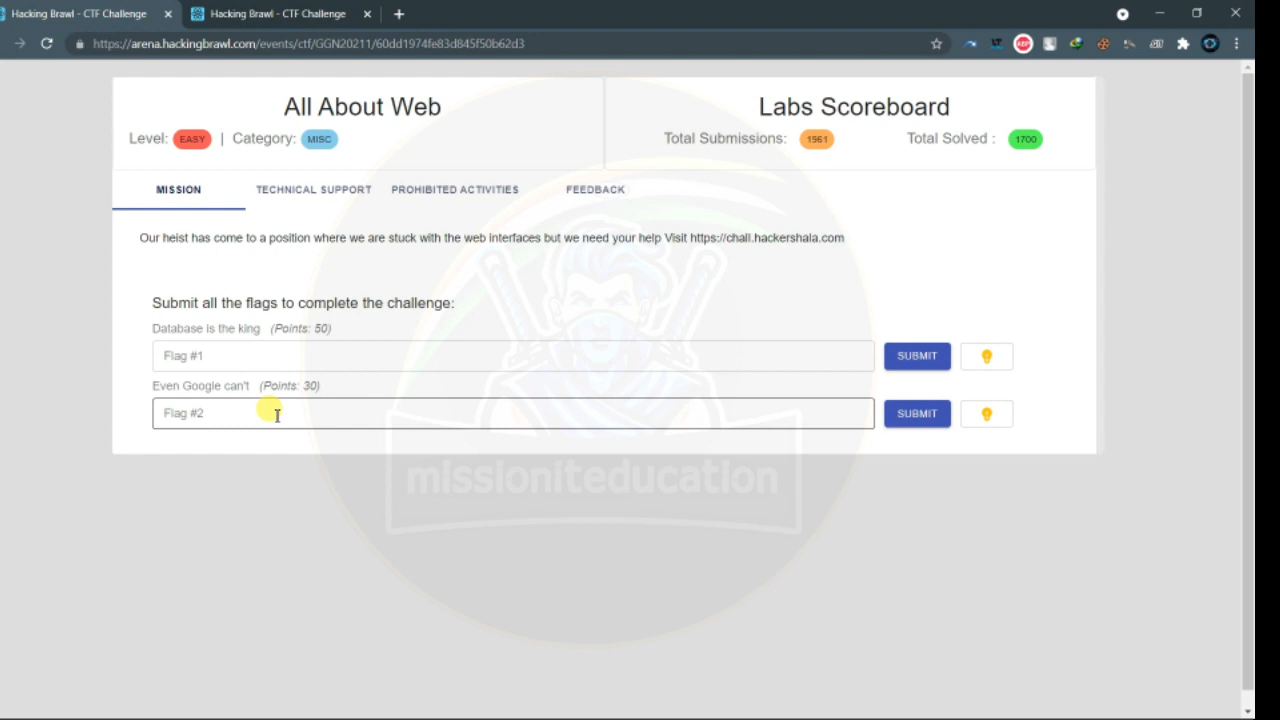 Hacking Brawl - CTF Challenge
Hacking Brawl - CTF Challenge
https://arena.hackingbrawl.com/events/ctf/GGN20211/60dd1974fe83d845f50b62d3
All About Web
Level: EASY | Category: MISC
Labs Scoreboard
Total Submissions: 1961 Total Solved : 1700
MISSION TECHNICAL SUPPORT PROHIBITED ACTIVITIES FEEDBACK
Our heist has come to a position where we are stuck with the web interfaces but we need your help Visit https://chall.hackershala.com
Submit all the flags to complete the challenge:
Database is the king (Points: 50)
Flag #1 SUBMIT
Even Google can't (Points: 30)
Flag #2 SUBMIT
missioniteducation